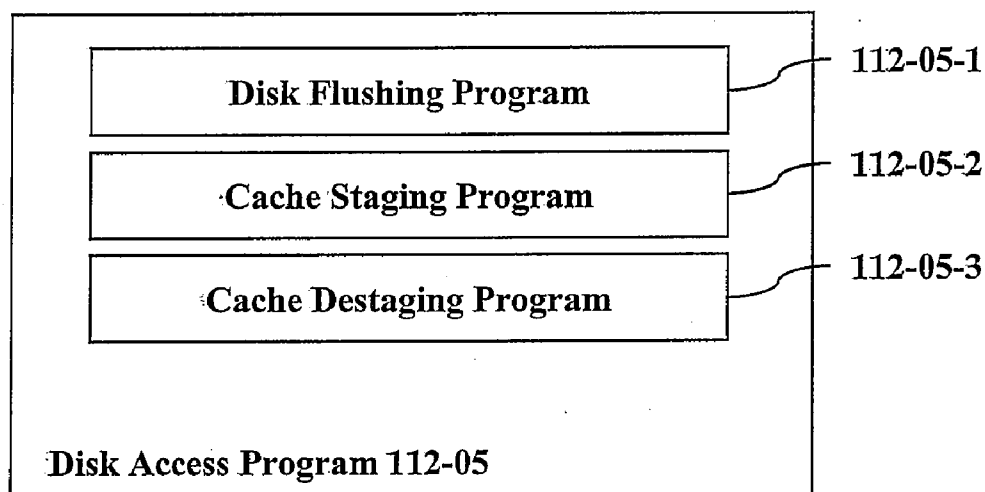 Disk Flushing Program
112-05-1
Cache Staging Program
112-05-2
Cache Destaging Program
112-05-3
Disk Access Program 112-05